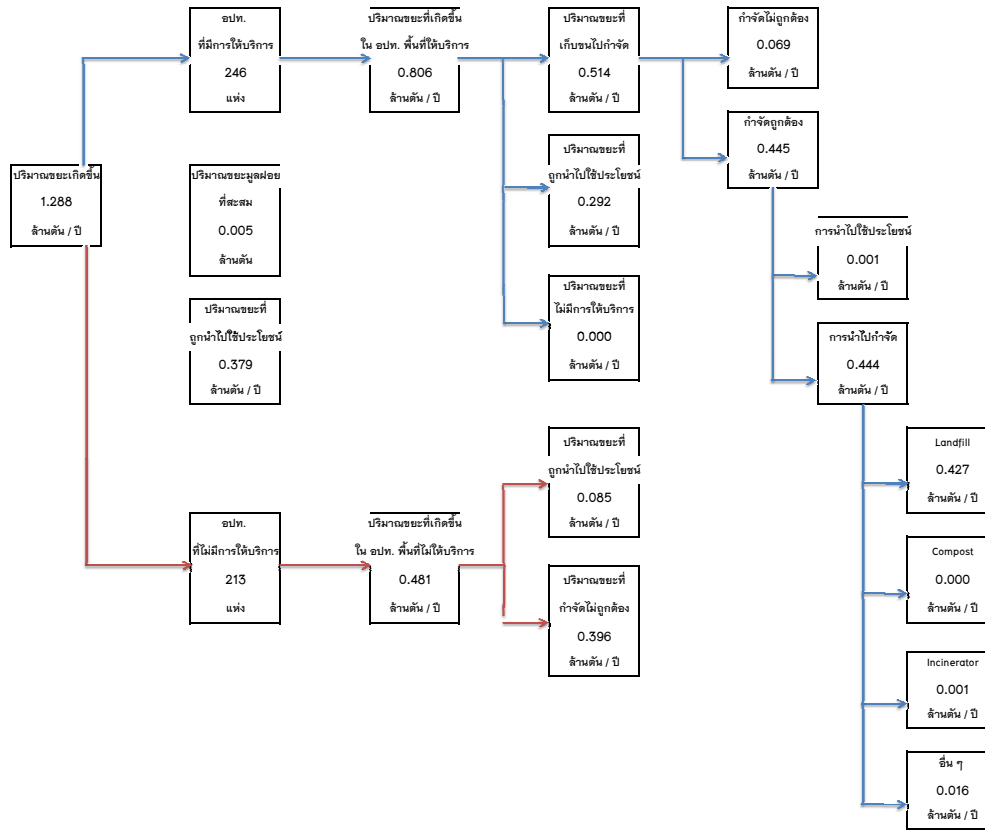 อปท.
ที่มีการให้บริการ
246
แห่ง
ปริมาณขยะที่เกิดขึ้น
ใน อปท. พื้นที่ให้บริการ
0.806
ล้านตัน / ปี
ปริมาณขยะที่
เก็บขนไปกำจัด
0.514
ล้านตัน / ปี
กำจัดไม่ถูกต้อง
0.069
ล้านตัน / ปี
กำจัดถูกต้อง
0.445
ล้านตัน / ปี
ปริมาณขยะเกิดขึ้น
1.288
ล้านตัน / ปี
ปริมาณขยะมูลฝอย
ที่สะสม
0.005
ล้านตัน
ปริมาณขยะที่
ถูกนำไปใช้ประโยชน์
0.292
ล้านตัน / ปี
การนำไปใช้ประโยชน์
0.001
ล้านตัน / ปี
ปริมาณขยะที่
ถูกนำไปใช้ประโยชน์
0.379
ล้านตัน / ปี
ปริมาณขยะที่
ไม่มีการให้บริการ
0.000
ล้านตัน / ปี
การนำไปกำจัด
0.444
ล้านตัน / ปี
ปริมาณขยะที่
ถูกนำไปใช้ประโยชน์
0.085
ล้านตัน / ปี
Landfill
0.427
ล้านตัน / ปี
อปท.
ที่ไม่มีการให้บริการ
213
แห่ง
ปริมาณขยะที่เกิดขึ้น
ใน อปท. พื้นที่ไม่ให้บริการ
0.481
ล้านตัน / ปี
ปริมาณขยะที่
กำจัดไม่ถูกต้อง
0.396
ล้านตัน / ปี
Compost
0.000
ล้านตัน / ปี
Incinerator
0.001
ล้านตัน / ปี
อื่น ๆ
0.016
ล้านตัน / ปี